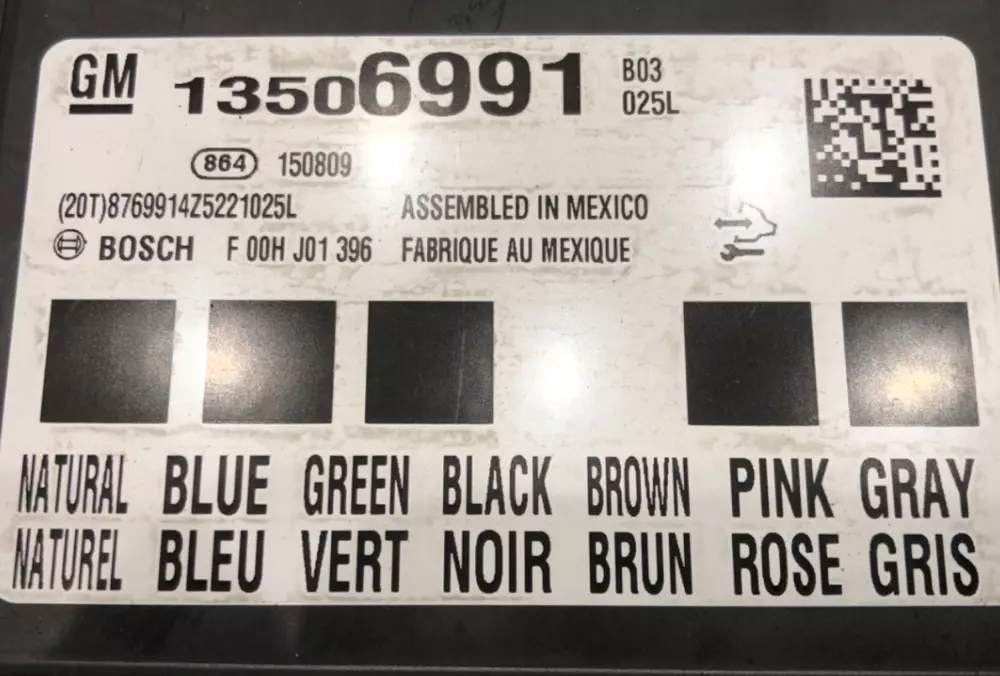 GM 13506991 B03
025L
864 150809
(20T)8769914Z5221025L ASSEMBLED IN MEXICO
BOSCH F 00H J01 396 FABRIQUE AU MEXIQUE
NATURAL BLUE GREEN BLACK BROWN PINK GRAY
NATUREL BLEU VERT NOIR BRUN ROSE GRIS